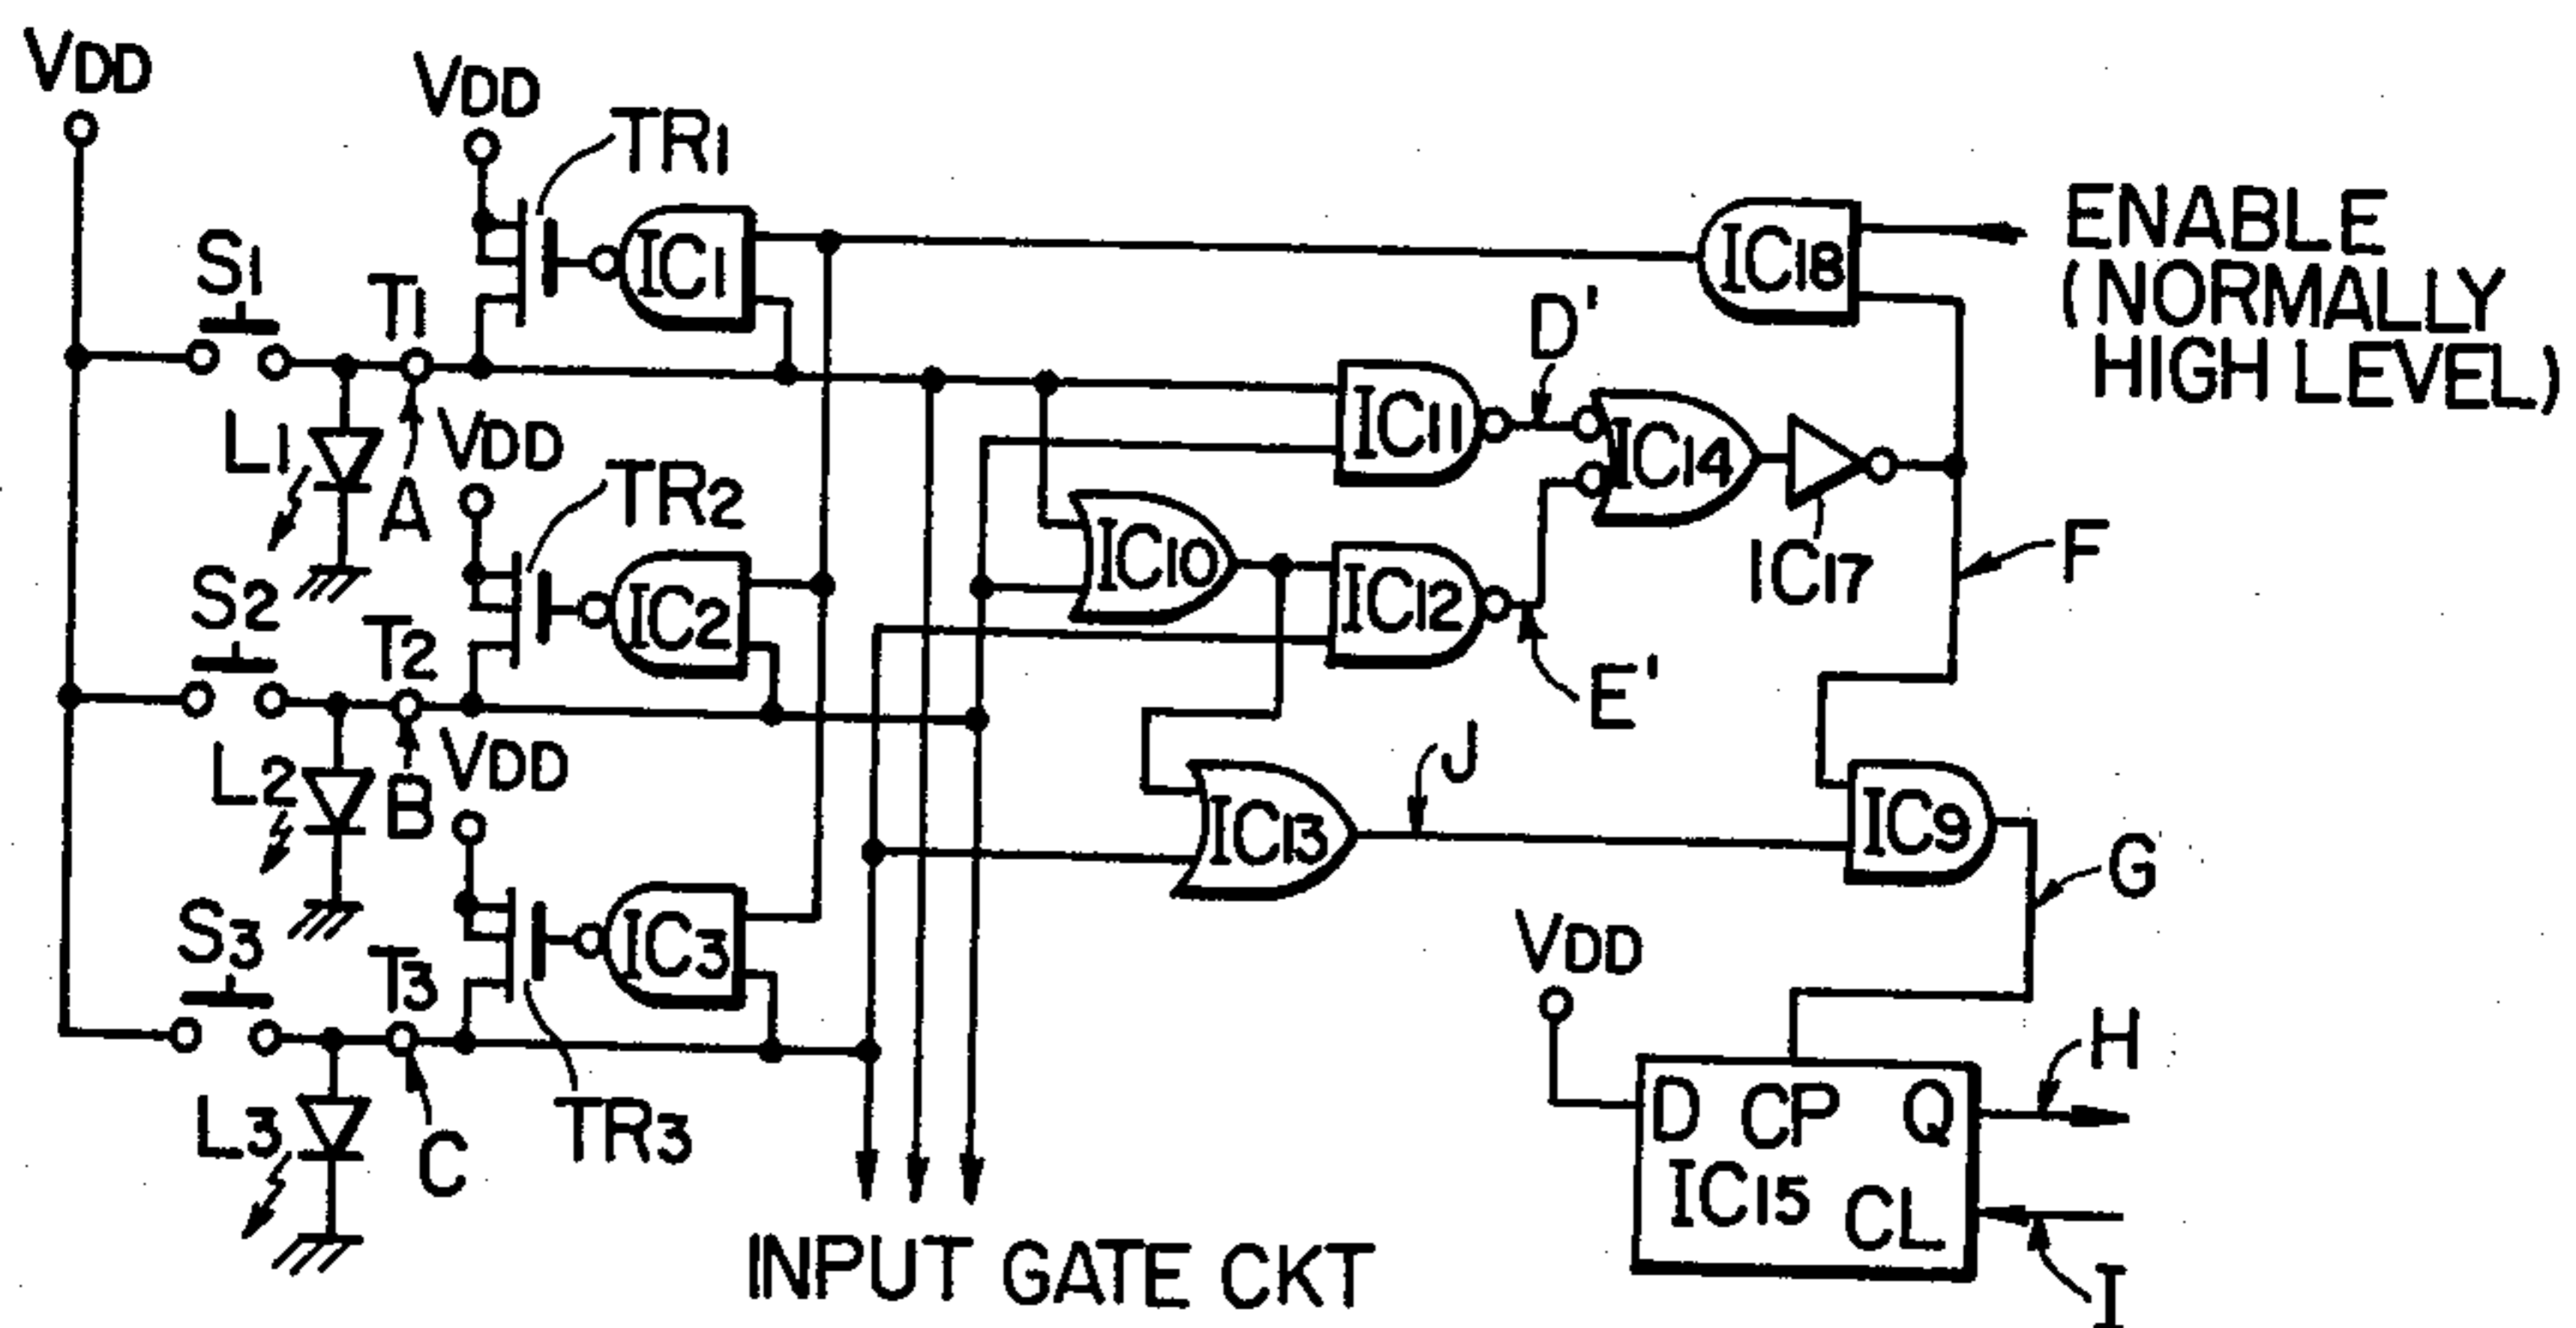 VDD
VDD
TR1
S1
T1
IC1
IC18
ENABLE
(NORMALLY
HIGH LEVEL)
D'
L1
A
VDD
TR2
IC11
IC14
IC10
IC12
IC17
F
S2
T2
IC2
E'
L2
B
VDD
J
IC13
IC9
G
S3
T3
IC3
VDD
L3
C
TR3
D CP Q
H
IC15 CL
I
INPUT GATE CKT